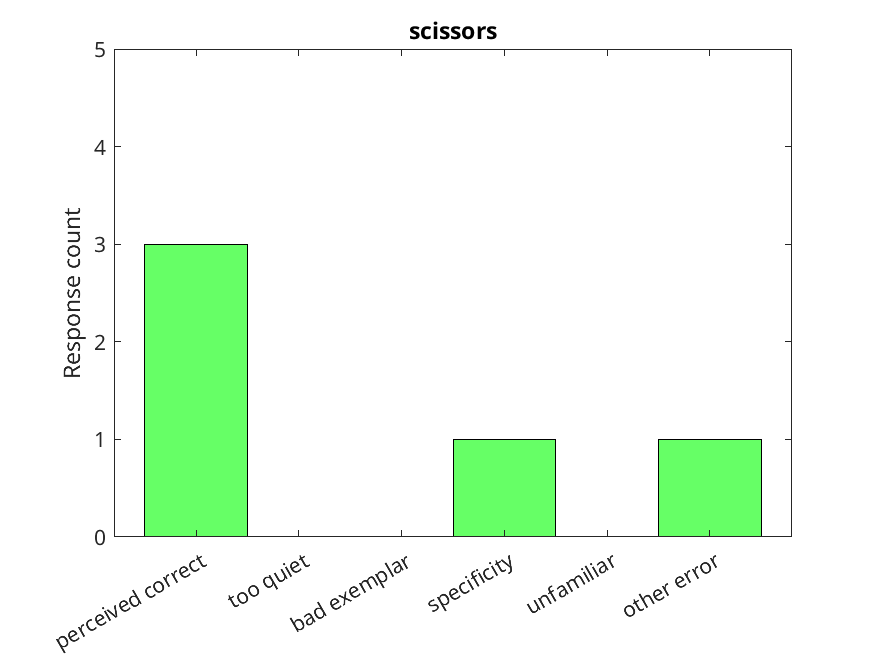 scissors
5
4
3
2
1
0
Response count
perceived correct
too quiet
bad exemplar
specificity
unfamiliar
other error